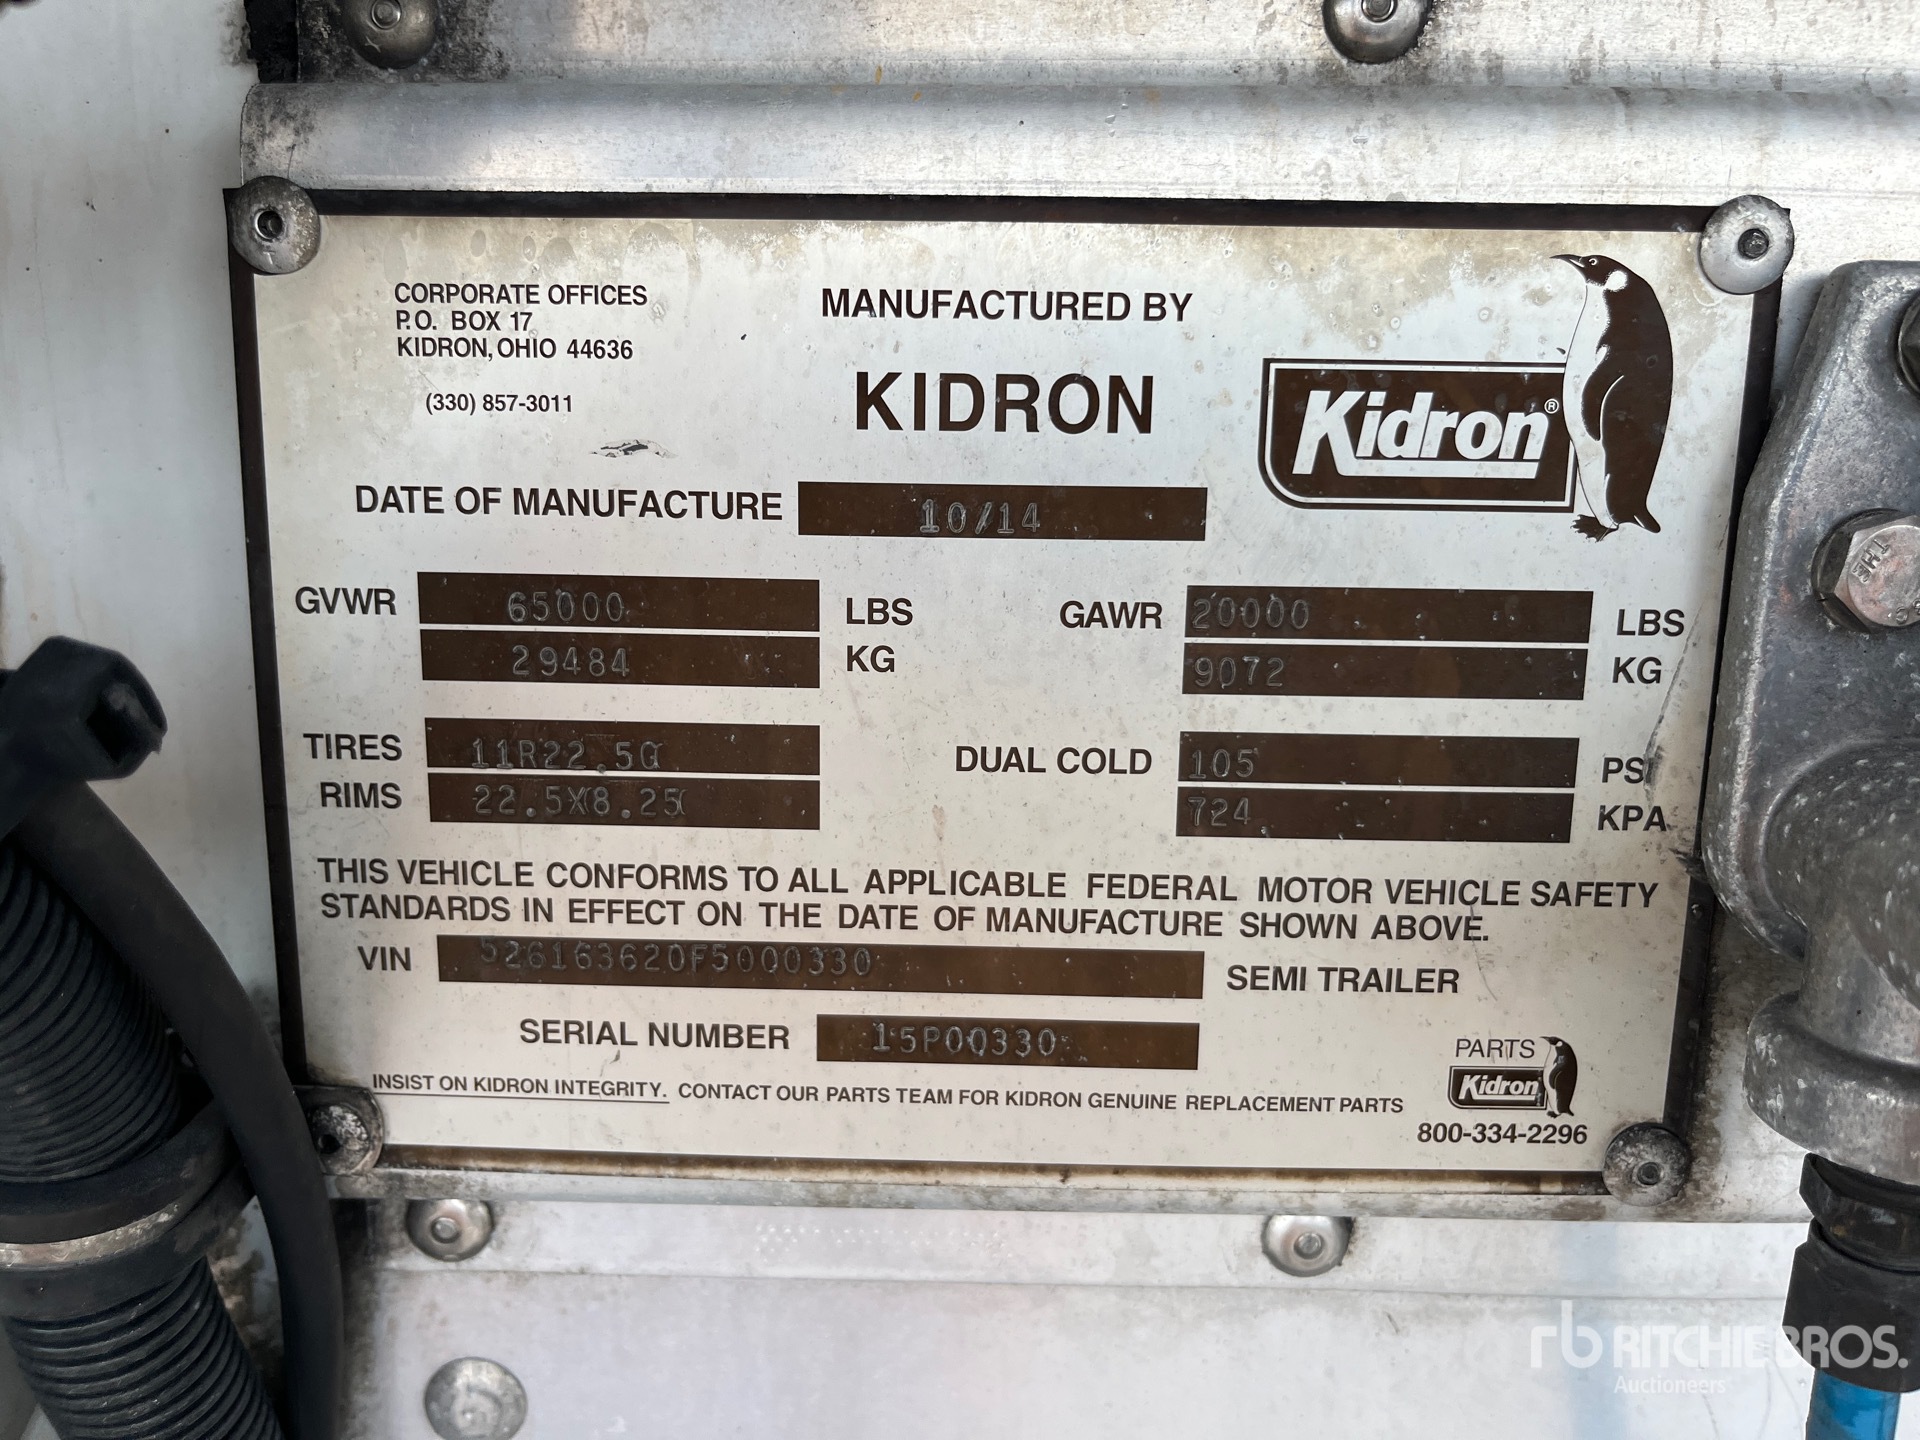 CORPORATE OFFICES
P.O. BOX 17
KIDRON, OHIO 44636
(330) 857-3011
MANUFACTURED BY
KIDRON
Kidron®
DATE OF MANUFACTURE 10/14
GVWR 65000 LBS GAWR 20000 LBS
29484 KG 9072 KG
TIRES 11R22.5G DUAL COLD 105 PSI
RIMS 22.5X8.25 724 KPA
THIS VEHICLE CONFORMS TO ALL APPLICABLE FEDERAL MOTOR VEHICLE SAFETY
STANDARDS IN EFFECT ON THE DATE OF MANUFACTURE SHOWN ABOVE.
VIN 526163620F5000330 SEMI TRAILER
SERIAL NUMBER 15P00330
PARTS
Kidron
INSIST ON KIDRON INTEGRITY. CONTACT OUR PARTS TEAM FOR KIDRON GENUINE REPLACEMENT PARTS
800-334-2296
THE
rb RITCHIE BROS.
Auctioneers